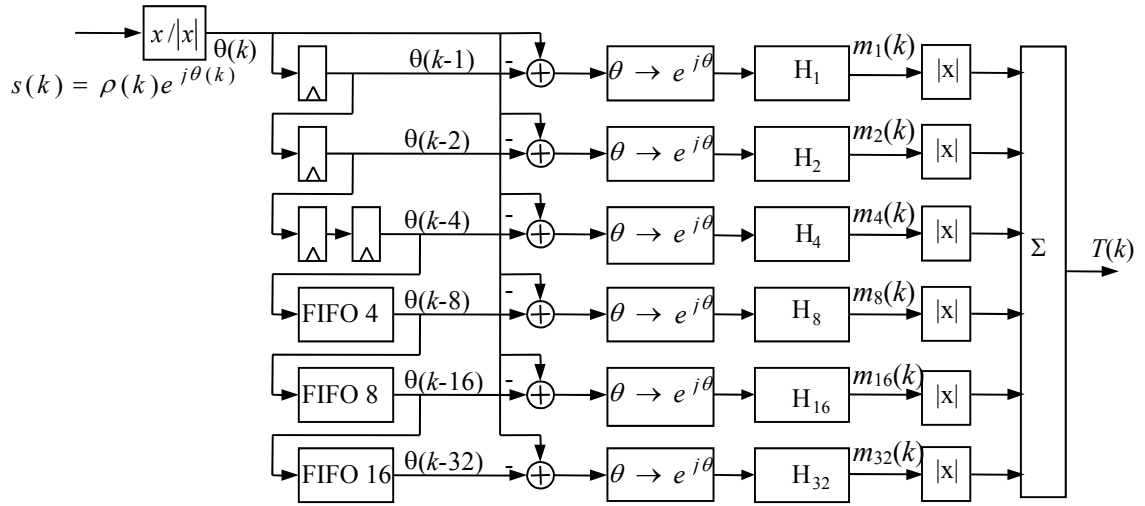 x/|x|
θ(k)
s(k) = ρ(k)e^{jθ(k)}
θ(k-1)
-
+
θ → e^{jθ}
H₁
m₁(k)
|x|
θ(k-2)
-
+
θ → e^{jθ}
H₂
m₂(k)
|x|
θ(k-4)
-
+
θ → e^{jθ}
H₄
m₄(k)
|x|
Σ
T(k)
FIFO 4
θ(k-8)
-
+
θ → e^{jθ}
H₈
m₈(k)
|x|
FIFO 8
θ(k-16)
-
+
θ → e^{jθ}
H₁₆
m₁₆(k)
|x|
FIFO 16
θ(k-32)
-
+
θ → e^{jθ}
H₃₂
m₃₂(k)
|x|